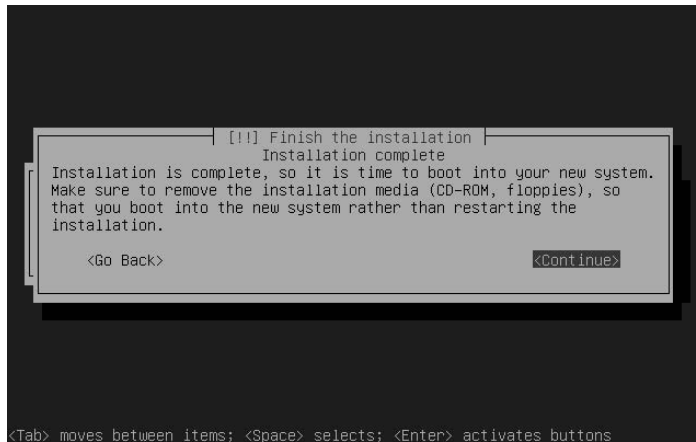 [!!] Finish the installation
Installation complete
Installation is complete, so it is time to boot into your new system.
Make sure to remove the installation media (CD-ROM, floppies), so
that you boot into the new system rather than restarting the
installation.
<Go Back> <Continue>
<Tab> moves between items; <Space> selects; <Enter> activates buttons